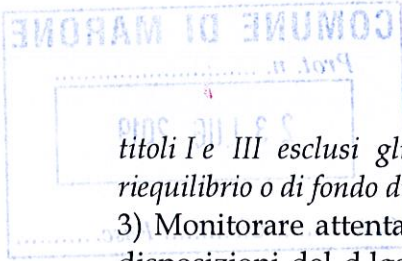 COMUNE DI MARONE
Prot. n. ........................
2 3 LUG. 2019
titoli I e III esclusi gli
riequilibrio o di fondo d
3) Monitorare attenta
disposizioni del d.lgs